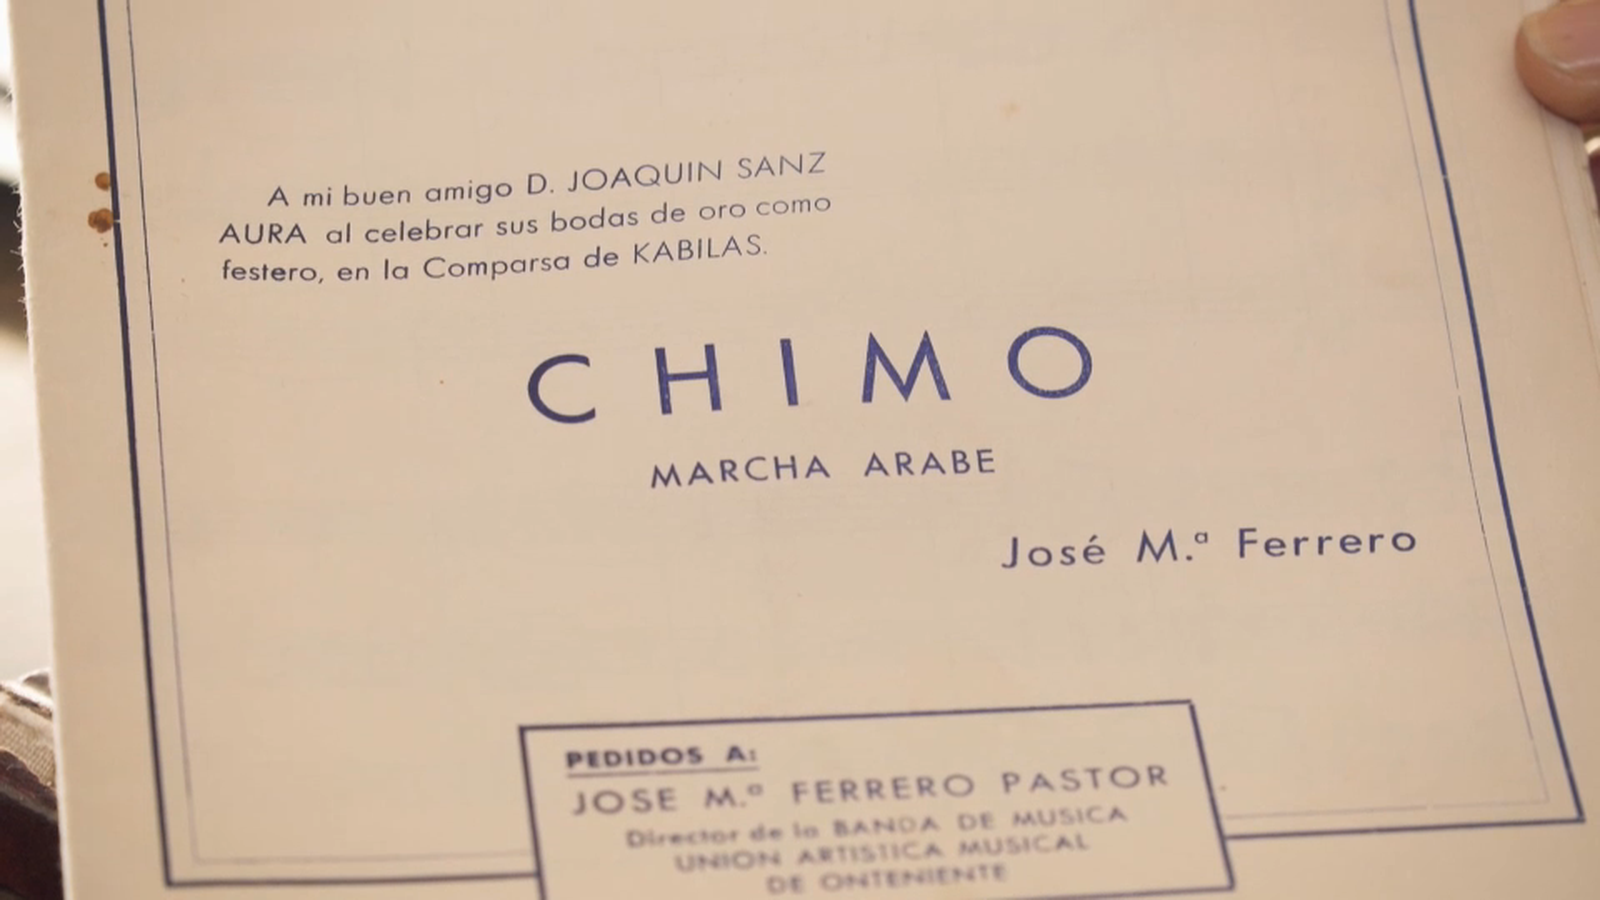 A mi buen amigo D. JOAQUIN SANZ
AURA al celebrar sus bodas de oro como
festero, en la Comparsa de KABILAS.
CHIMO
MARCHA ARABE
José M.ª Ferrero
PEDIDOS A:
JOSE M.ª FERRERO PASTOR
Director de la BANDA DE MUSICA
UNION ARTISTICA MUSICAL
DE ONTENIENTE